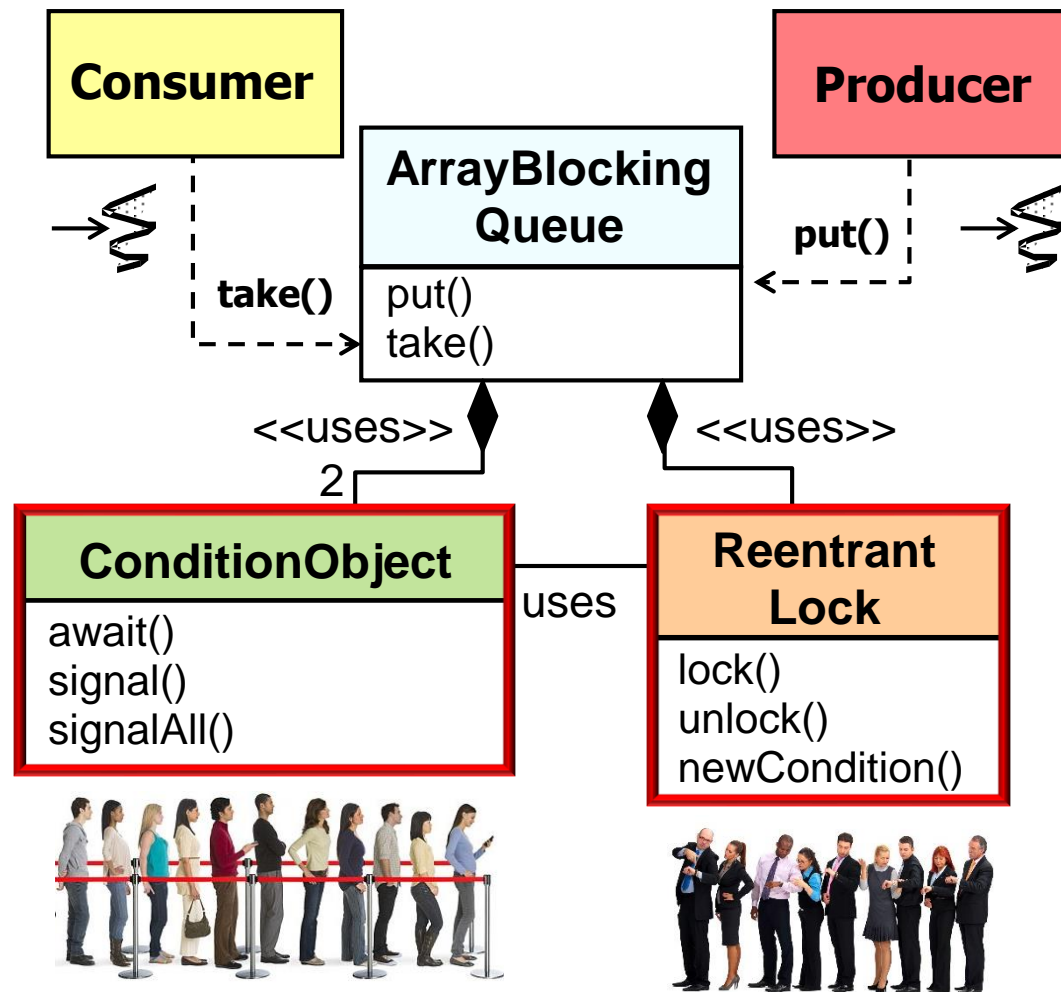 Consumer
Producer
ArrayBlocking
Queue
put()
take()
put()
take()
<<uses>>
<<uses>>
2
ConditionObject
uses
Reentrant
Lock
await()
signal()
signalAll()
lock()
unlock()
newCondition()